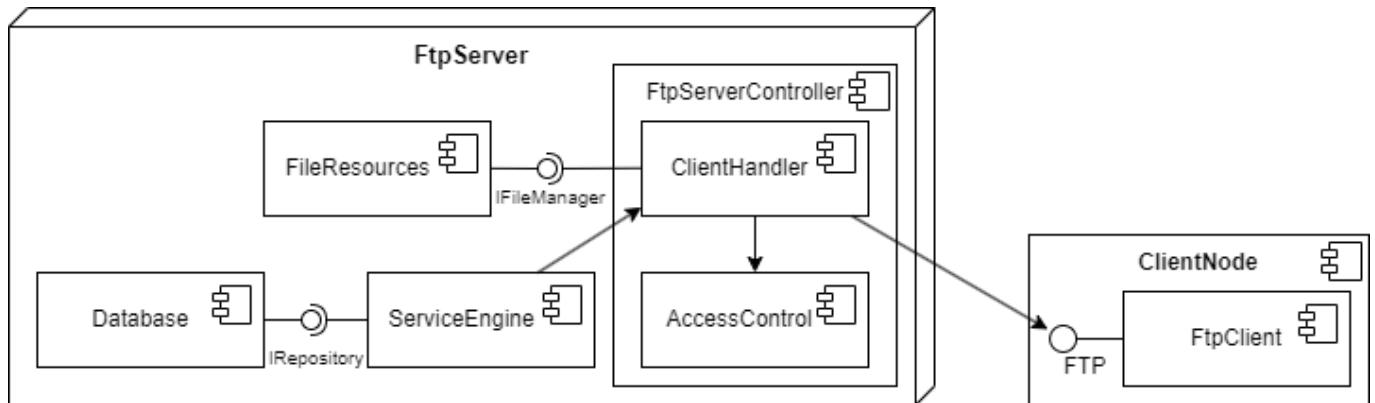 FtpServer
FtpServerController
FileResources
IFileManager
ClientHandler
ClientNode
Database
IRepository
ServiceEngine
AccessControl
FTP
FtpClient